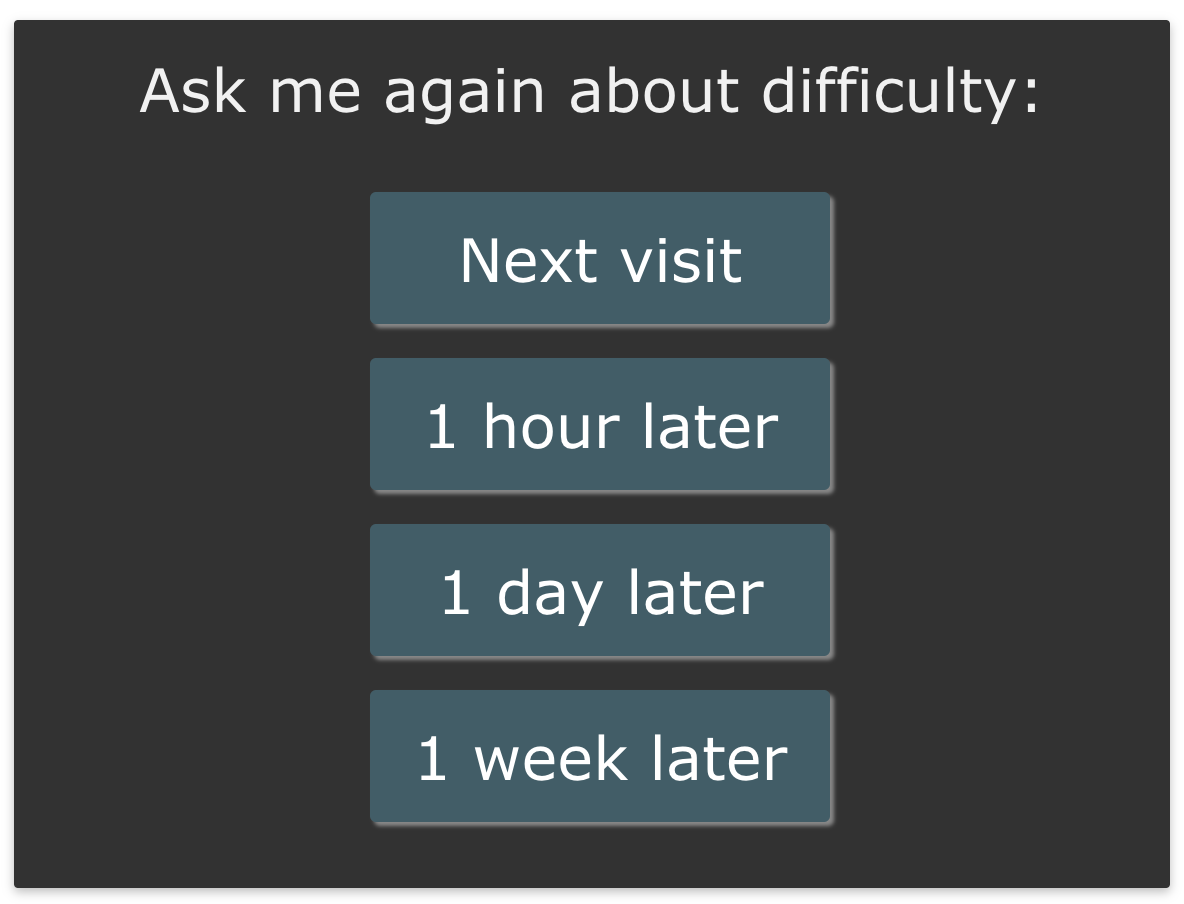 Ask me again about difficulty:
Next visit
1 hour later
1 day later
1 week later